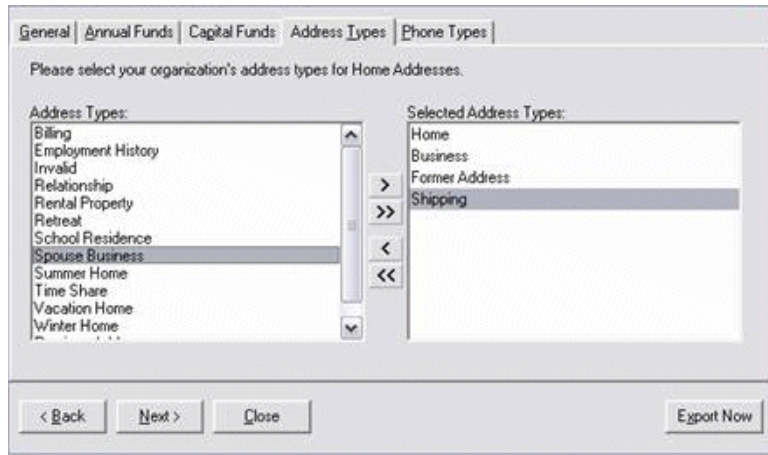 General Annual Funds Capital Funds Address Types Phone Types
Please select your organization's address types for Home Addresses.
Address Types:
Billing
Employment History
Invalid
Relationship
Rental Property
Retreat
School Residence
Spouse Business
Summer Home
Time Share
Vacation Home
Winter Home
Selected Address Types:
Home
Business
Former Address
Shipping
>
>>
<
<<
< Back Next > Close Export Now